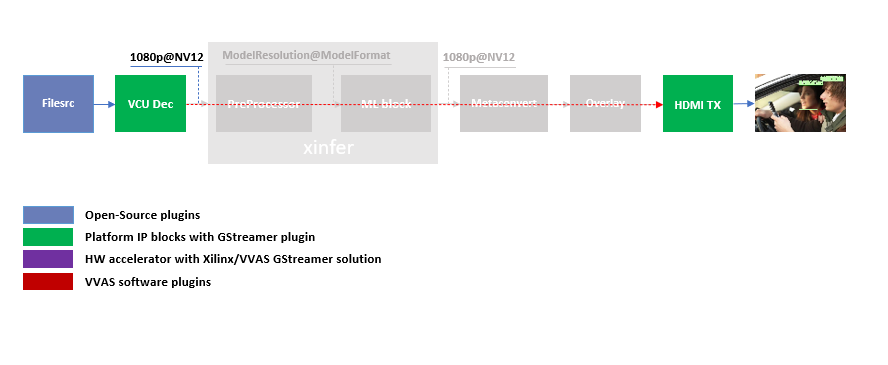 1080p@NV12
ModelResolution@ModelFormat
1080p@NV12
Filesrc
VCU Dec
PreProcessor
ML block
Metaconvert
Overlay
HDMI TX
xinfer
Open-Source plugins
Platform IP blocks with GStreamer plugin
HW accelerator with Xilinx/VVAS GStreamer solution
VVAS software plugins